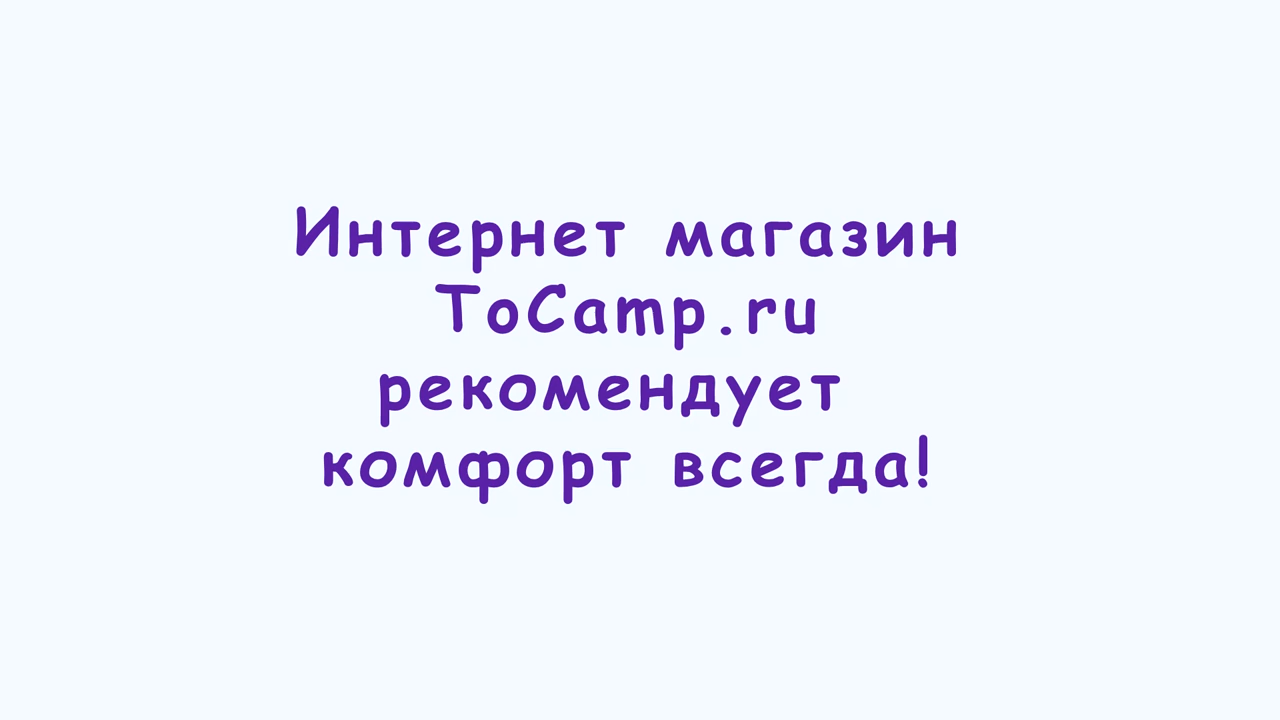 Интернет магазин
ToCamp.ru
рекомендует
комфорт всегда!